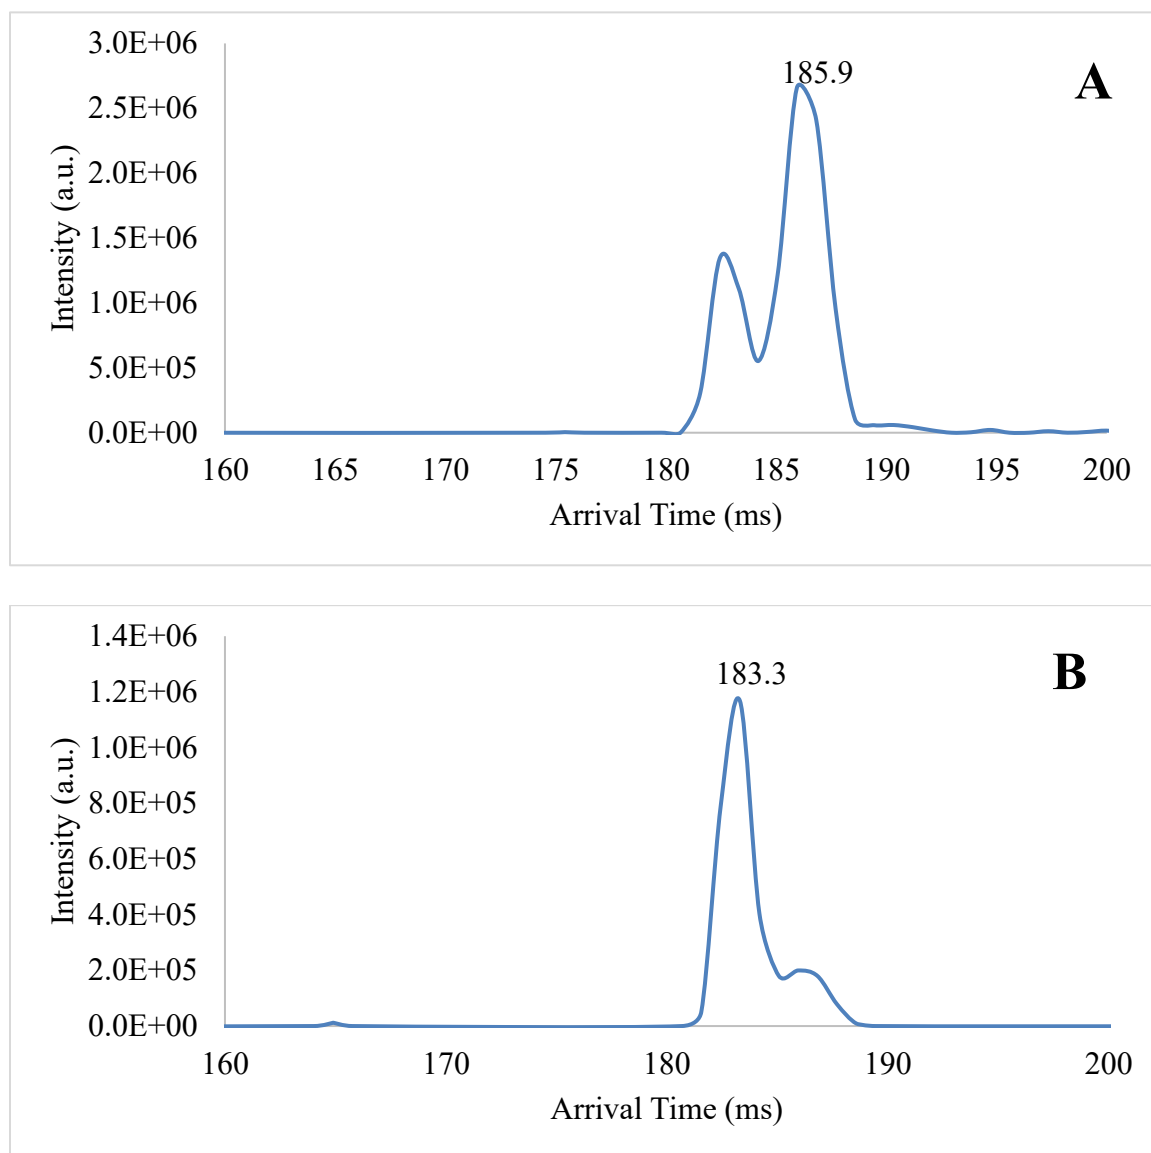 A
185.9
Intensity (a.u.)
3.0E+06
2.5E+06
2.0E+06
1.5E+06
1.0E+06
5.0E+05
0.0E+00
160 165 170 175 180 185 190 195 200
Arrival Time (ms)
B
183.3
Intensity (a.u.)
1.4E+06
1.2E+06
1.0E+06
8.0E+05
6.0E+05
4.0E+05
2.0E+05
0.0E+00
160 170 180 190 200
Arrival Time (ms)